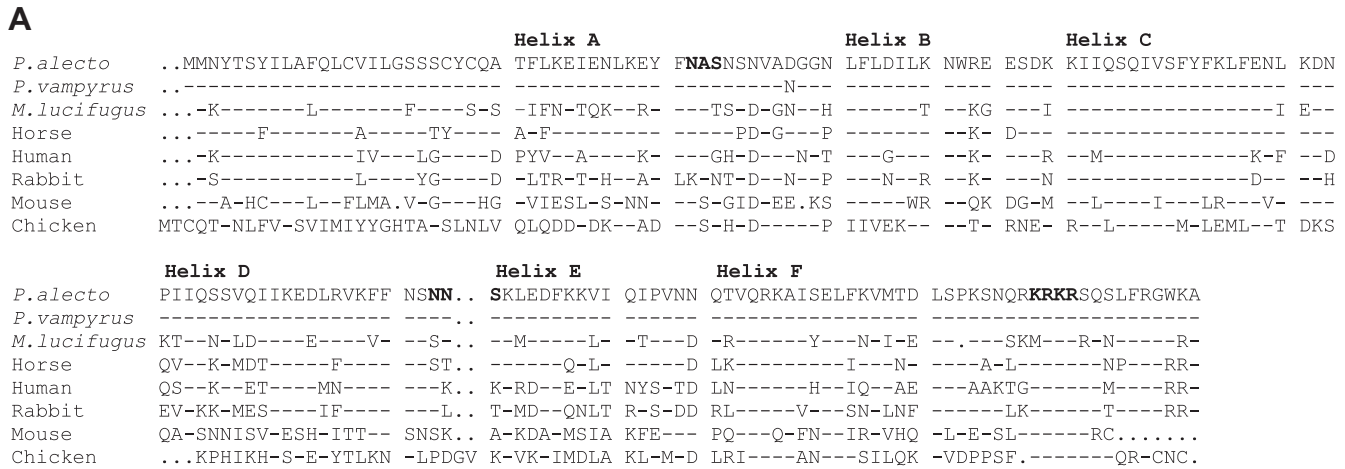 A
Helix A Helix B Helix C
P.alecto ..MMNYTSYILAFQLCVILGSSSCYCQA TFLKEIENLKEY FNASNSNVADGGN LFLDILK NWREE ESDK KIIQSQIVSFYFKLFENL KDN
P.vampyrus ..-------------------------- ------------ ---------N--- ------- ----- ---- ------------------ ---
M.lucifugus ...-K-------L------F----S-S -IFN-TQK--R- ---TS-D-GN--H -----T- --KG- --I- ----------------I- E--
Horse ...-----F------A----TY----- A-F--------- -----PD-G---P ------- ---K- D--- ------------------ ---
Human ...-K----------IV---LG----D PYV--A----K- ---GH-D---N-T --G---- --K-- --R --M-------------K-F --D
Rabbit ...-S----------L----YG----D -LTR-T-H--A- LK-NT-D--N--P --N--R- --K-- --N- --------------D--- --H
Mouse ...-A-HC---L--FLMA.V-G---HG -VIESL-S-NN- --S-GID-EE.KS ----WR --QK DG-M --L----I---LR---V- ---
Chicken MTCQT-NLFV-SVIMIYYGHTA-SLNLV QLQDD-DK--AD --S-H-D-----P IIVEK-- --T-- RNE- R--L-----M-LEML--T DKS
Helix D Helix E Helix F
P.alecto PIIQSSVQIIKEDLRVKFF NSNN.. SKLEDFKKVI QIPVNN QTVQRKAISELFKVMTD LSPKSNQRKRKRSQSLFRGWKA
P.vampyrus ------------------- ----.. ---------- ------ ----------------- ----------------------
M.lucifugus KT--N-LD----E---V-- -S--.. --M----L-- -T---D -R------Y---N-I-E --.---SKM---R-N----R-
Horse QV--K-MDT----F----- -ST-.. ----Q-L--- -----D LK-------I---N-- ---A-L-------NP---RR-
Human QS--K--ET----MN---- --K-.. K-RD--E-LT NYS-TD LN------H--IQ--AE --AAKTG------M----RR-
Rabbit EV-KK-MES----IF---- ---L.. T-MD--QNLT R-S-DD RL-----V---SN-LNF -----LK------T----RR-
Mouse QA-SNNISV-ESH-ITT-- SNSK.. A-KDA-MSIA KFE--- PQ---Q-FN--IR-VHQ -L-E-SL------RC.......
Chicken ...KPHIKH-S-E-YTLKN -LPDGV K-VK-IMDLA KL-M-D LRI----AN---SILQK -VDPPSF.-------QR-CNC.